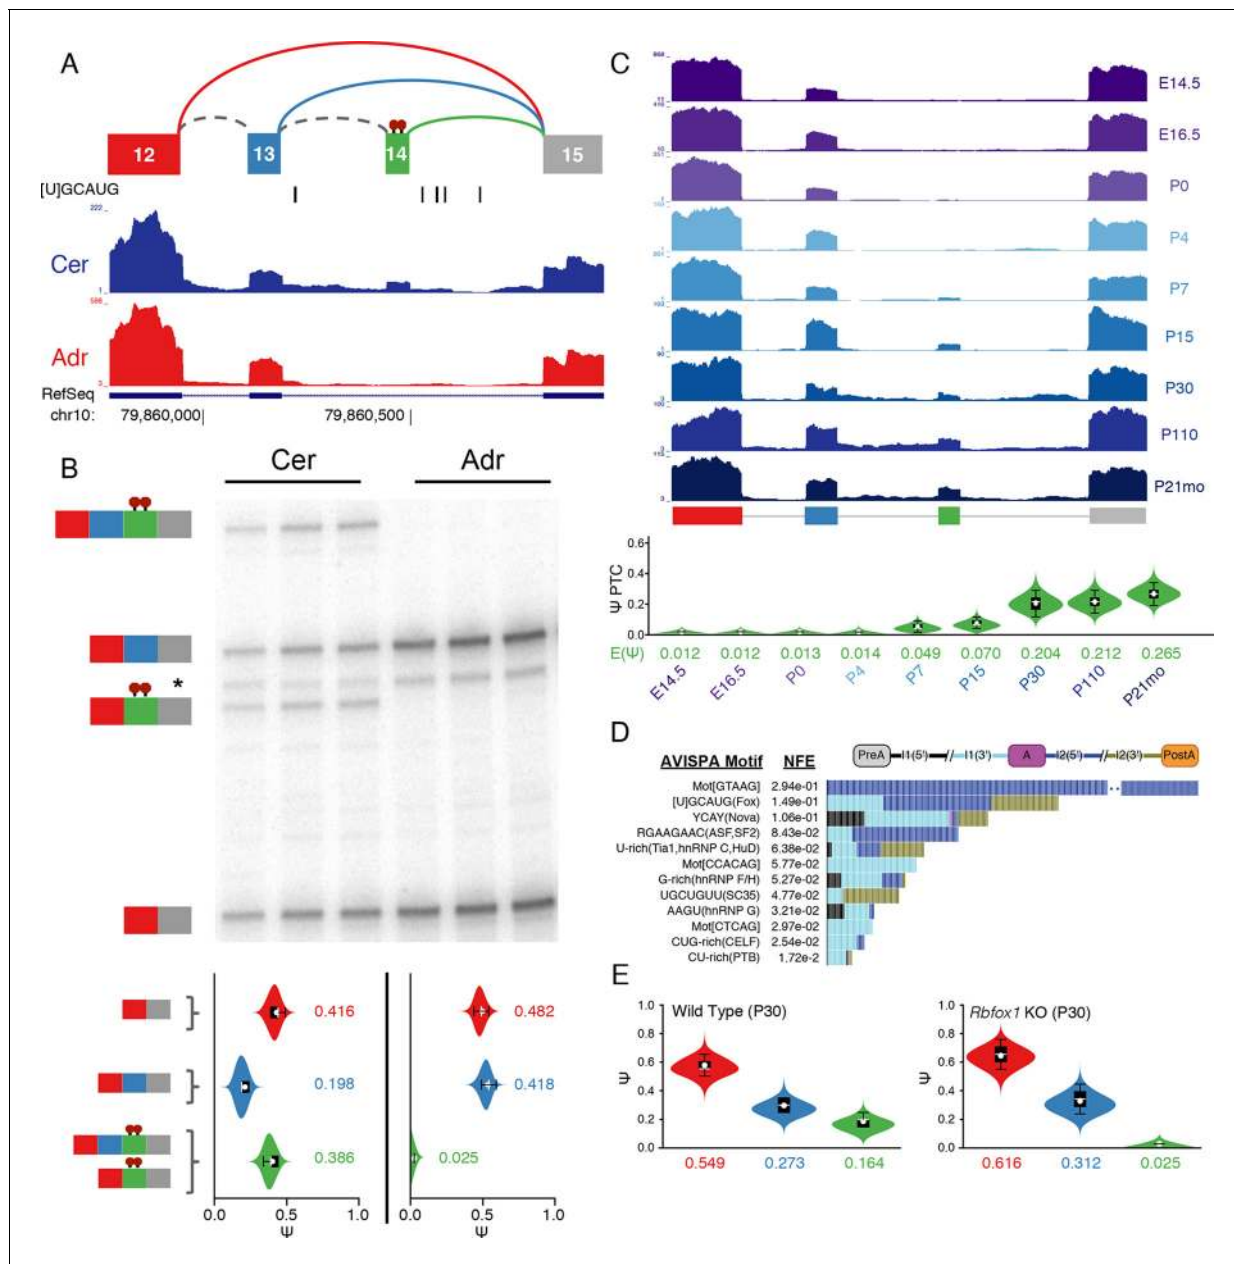 A
12
13
14
15
[U]GCAUG
222
Cer
1
596
Adr
3
RefSeq
chr10:
79,860,000|
79,860,500|
B
Cer
Adr
*
0.416
0.482
0.198
0.418
0.386
0.025
0.0
0.5
1.0
0.0
0.5
1.0
Ψ
Ψ
C
E14.5
E16.5
P0
P4
P7
P15
P30
P110
P21mo
Ψ PTC
0.6
0.4
0.2
0.0
E(Ψ)
0.012
0.012
0.013
0.014
0.049
0.070
0.204
0.212
0.265
E14.5
E16.5
P0
P4
P7
P15
P30
P110
P21mo
D
PreA
I1(5')
//
I1(3')
A
I2(5')
//
I2(3')
PostA
AVISPA Motif NFE
Mot[GTAAG] 2.94e-01
[U]GCAUG(Fox) 1.49e-01
YCAY(Nova) 1.06e-01
RGAAGAAC(ASF,SF2) 8.43e-02
U-rich(Tia1,hnRNP C,HuD) 6.38e-02
Mot[CCACAG] 5.77e-02
G-rich(hnRNP F/H) 5.27e-02
UGCUGUU(SC35) 4.77e-02
AAGU(hnRNP G) 3.21e-02
Mot[CTCAG] 2.97e-02
CUG-rich(CELF) 2.54e-02
CU-rich(PTB) 1.72e-2
E
Wild Type (P30)
Ψ
1.0
0.8
0.6
0.4
0.2
0.0
0.549
0.273
0.164
Rbfox1 KO (P30)
Ψ
1.0
0.8
0.6
0.4
0.2
0.0
0.616
0.312
0.025